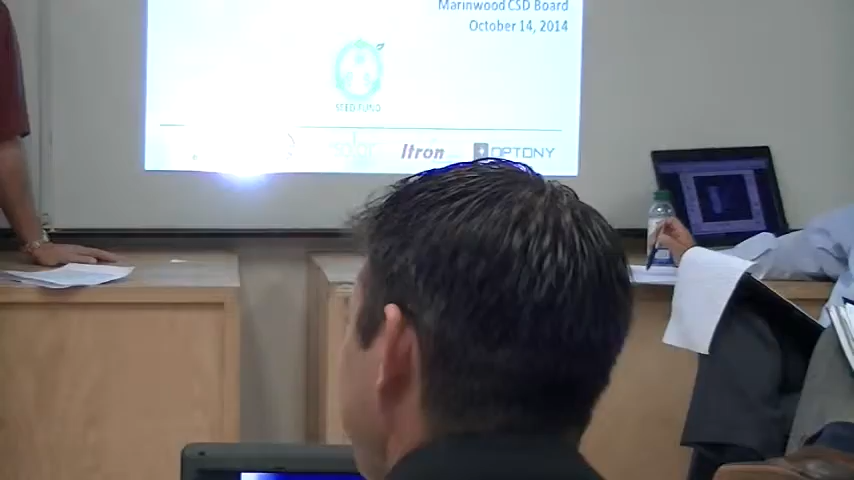 Marinwood CSD Board
October 14, 2014
SEED FUND
Itron
OPTONY